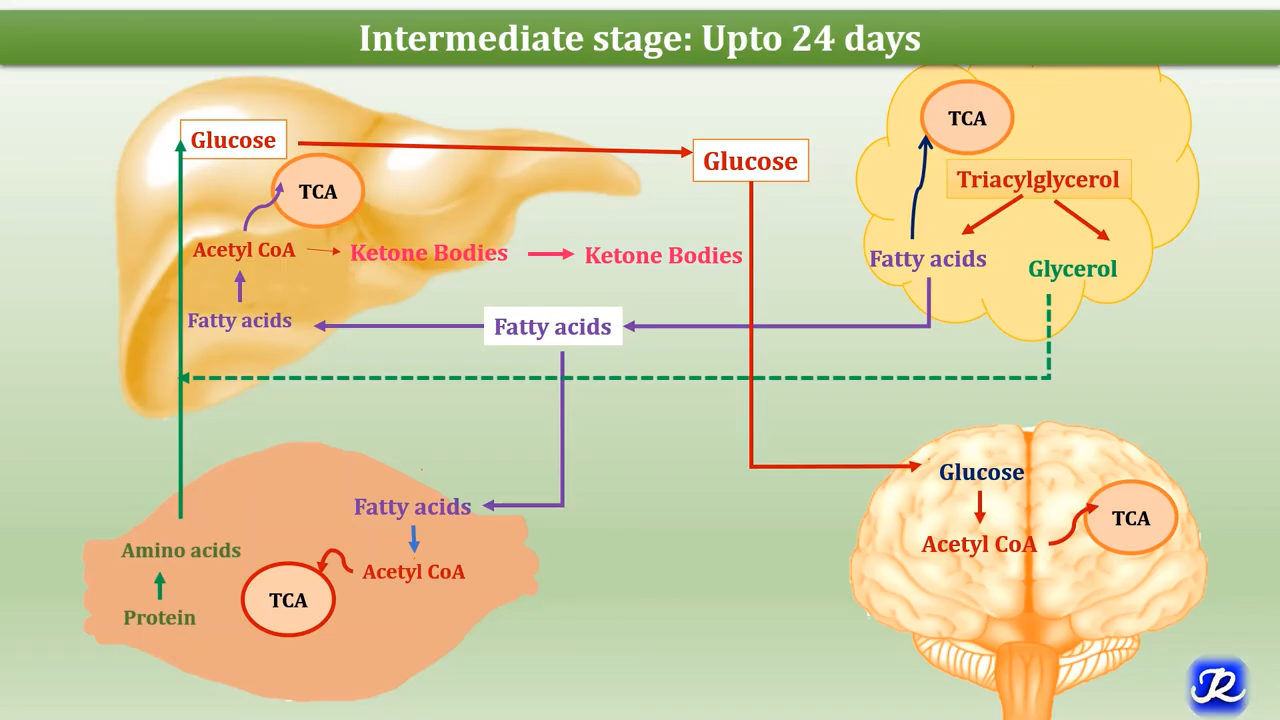 Intermediate stage: Upto 24 days
Glucose
TCA
Acetyl CoA
Ketone Bodies
Ketone Bodies
Fatty acids
Fatty acids
Glucose
TCA
Triacylglycerol
Fatty acids
Glycerol
Fatty acids
Amino acids
Acetyl CoA
TCA
Protein
Glucose
Acetyl CoA
TCA
JR